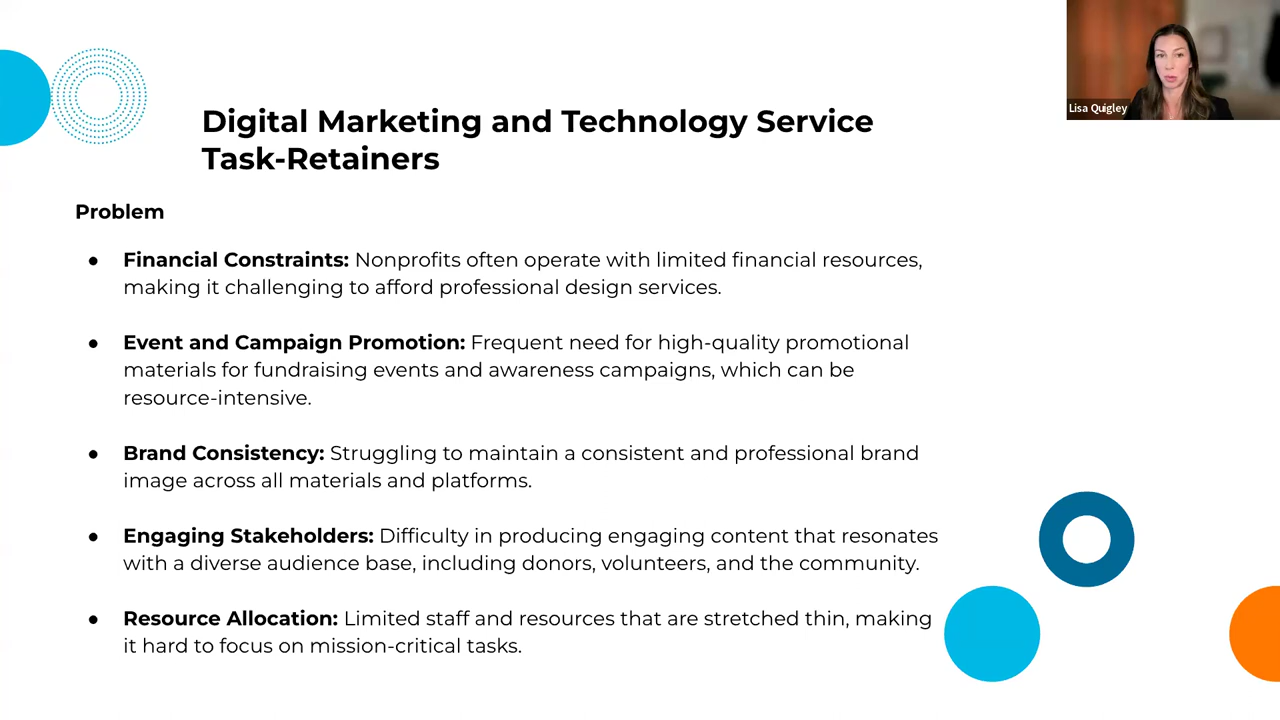 Lisa Quigley
Digital Marketing and Technology Service
Task-Retainers
Problem
● Financial Constraints: Nonprofits often operate with limited financial resources,
making it challenging to afford professional design services.
● Event and Campaign Promotion: Frequent need for high-quality promotional
materials for fundraising events and awareness campaigns, which can be
resource-intensive.
● Brand Consistency: Struggling to maintain a consistent and professional brand
image across all materials and platforms.
● Engaging Stakeholders: Difficulty in producing engaging content that resonates
with a diverse audience base, including donors, volunteers, and the community.
● Resource Allocation: Limited staff and resources that are stretched thin, making
it hard to focus on mission-critical tasks.